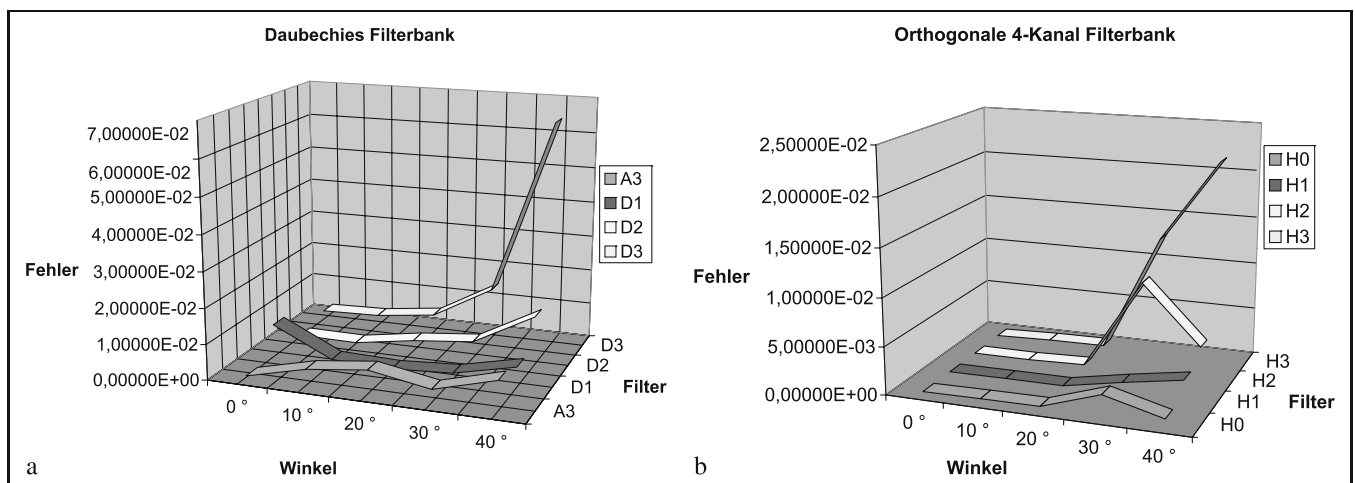 Daubechies Filterbank
7,00000E-02
6,00000E-02
5,00000E-02
4,00000E-02
3,00000E-02
2,00000E-02
1,00000E-02
0,00000E+00
Fehler
0 °
10 °
20 °
30 °
40 °
Winkel
D3
D2
D1
A3
Filter
A3
D1
D2
D3
a
Orthogonale 4-Kanal Filterbank
2,50000E-02
2,00000E-02
1,50000E-02
1,00000E-02
5,00000E-03
0,00000E+00
Fehler
0 °
10 °
20 °
30 °
40 °
Winkel
H3
H2
H1
H0
Filter
H0
H1
H2
H3
b